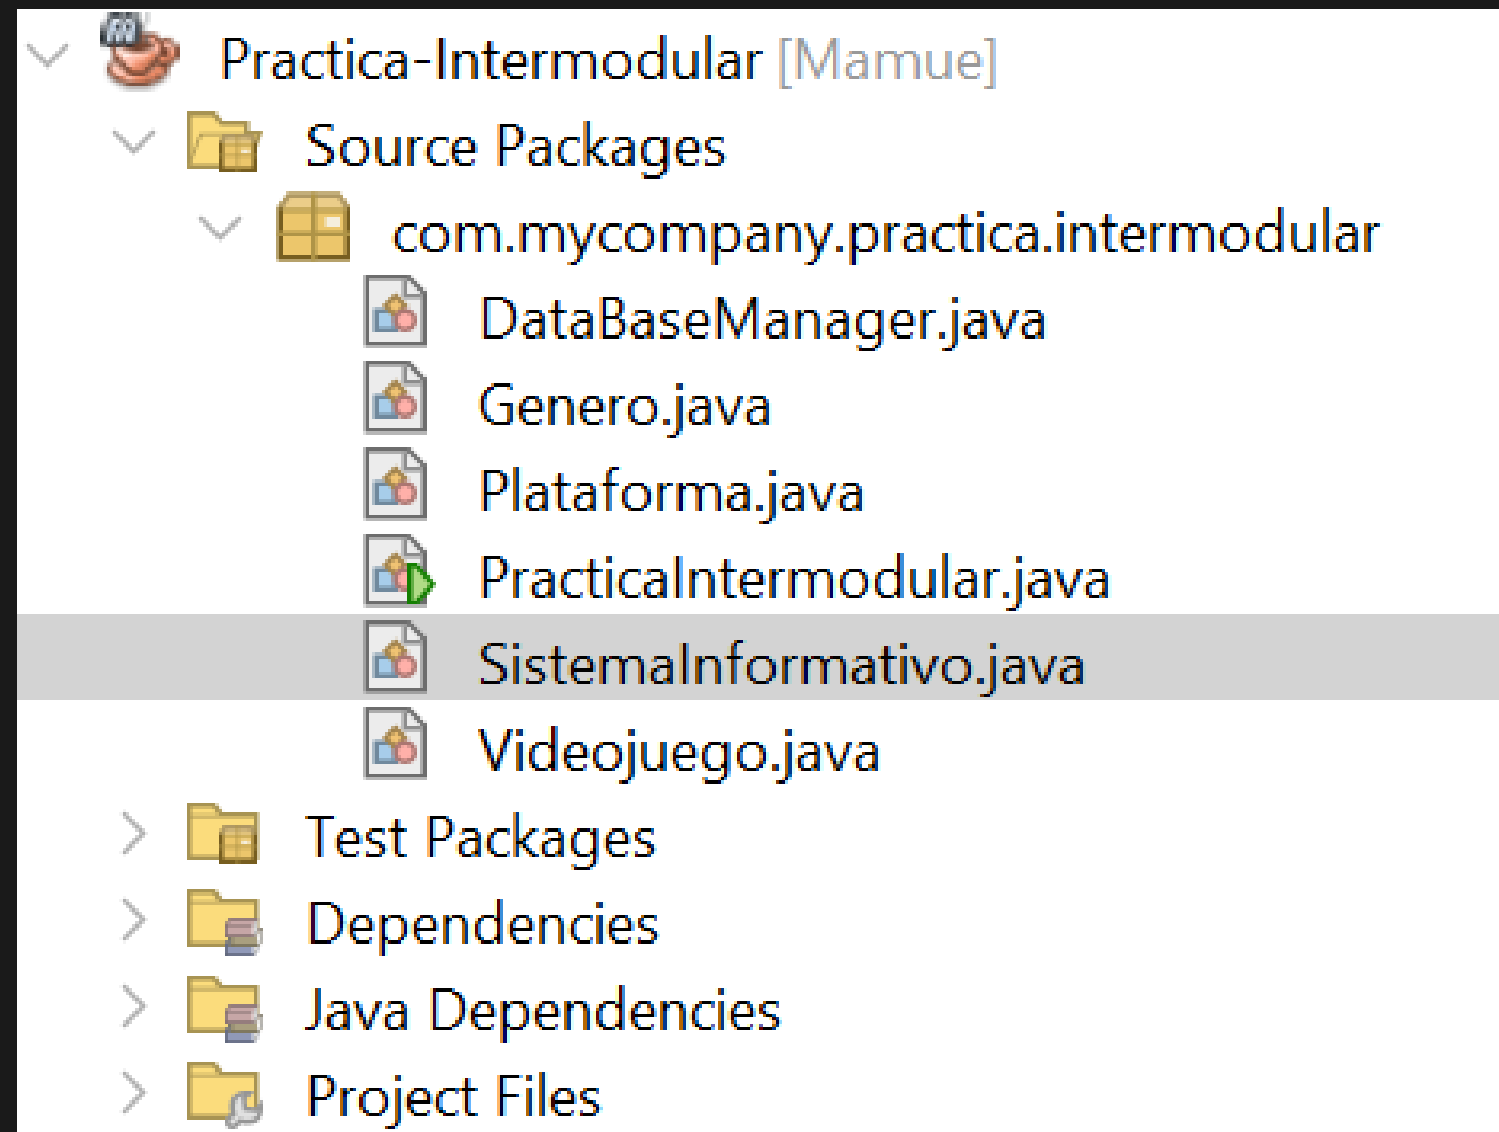 Practica-Intermodular [Mamue]
Source Packages
com.mycompany.practica.intermodular
DataBaseManager.java
Genero.java
Plataforma.java
PracticaIntermodular.java
SistemaInformativo.java
Videojuego.java
Test Packages
Dependencies
Java Dependencies
Project Files